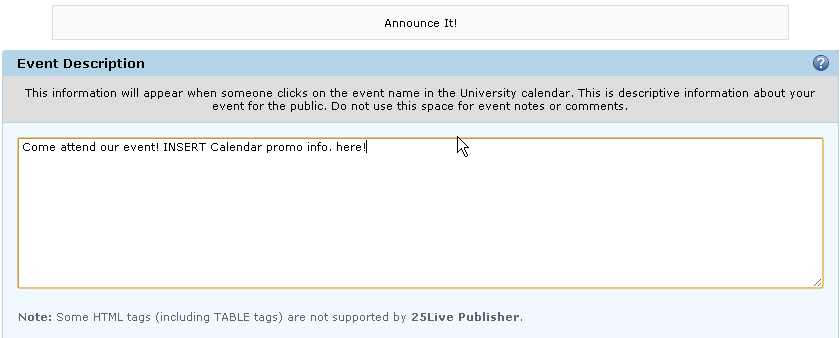 Announce It!
Event Description
?
This information will appear when someone clicks on the event name in the University calendar. This is descriptive information about your
event for the public. Do not use this space for event notes or comments.
Come attend our event! INSERT Calendar promo info. here!
Note: Some HTML tags (including TABLE tags) are not supported by 25Live Publisher.